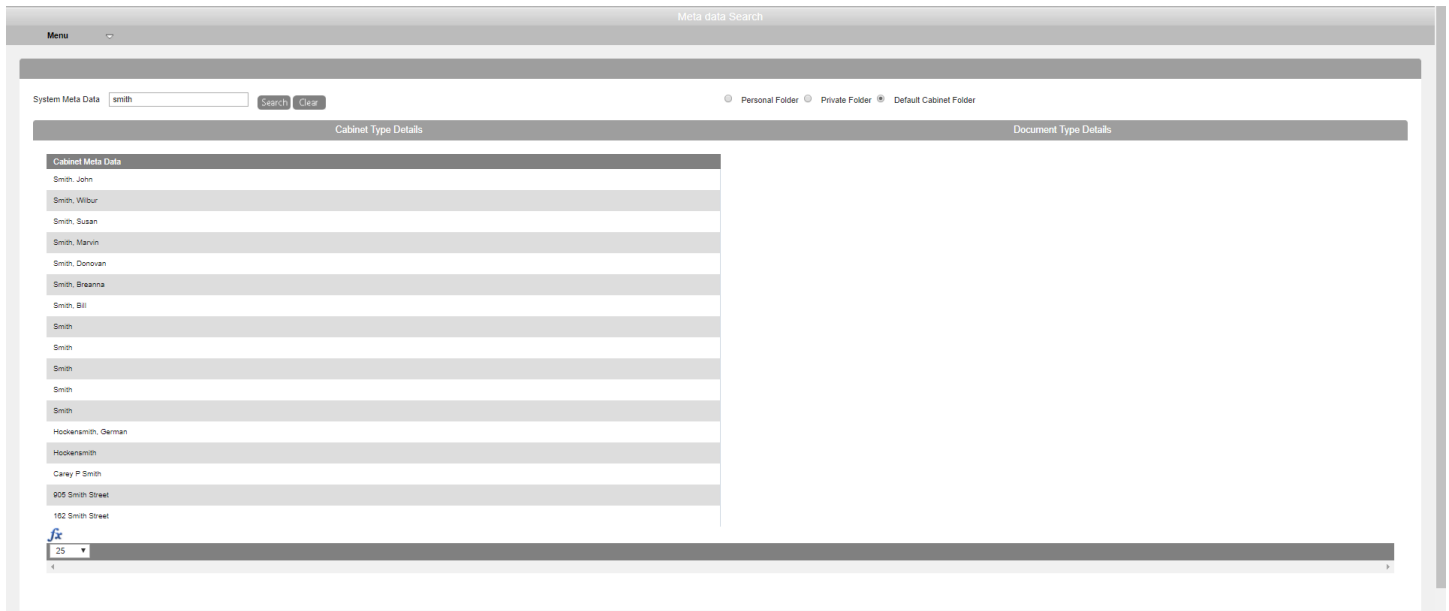 Meta data Search
Menu
System Meta Data smith Search Clear Personal Folder Private Folder Default Cabinet Folder
Cabinet Type Details Document Type Details
Cabinet Meta Data
Smith, John
Smith, Wilbur
Smith, Susan
Smith, Marvin
Smith, Donovan
Smith, Breanna
Smith, Bill
Smith
Smith
Smith
Smith
Smith
Hockensmith, German
Hockensmith
Carey P Smith
905 Smith Street
162 Smith Street
fx
25